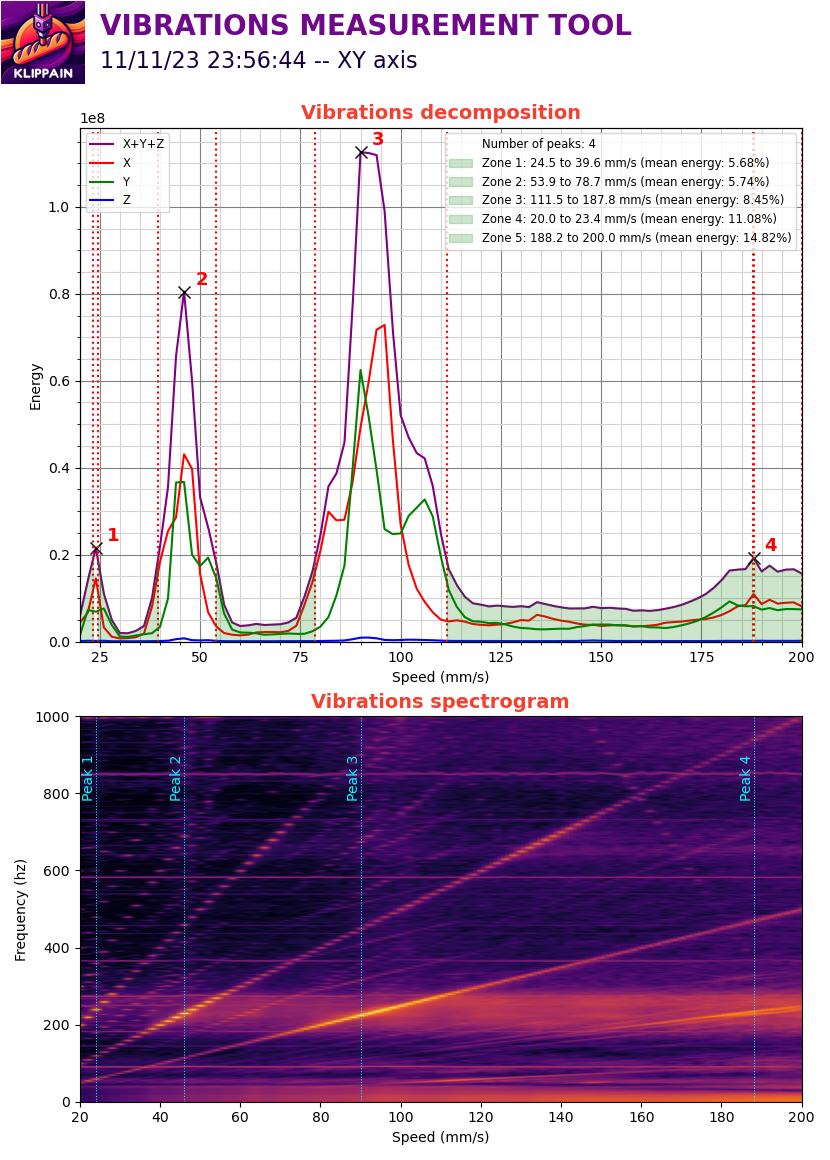 KLIPPAIN
VIBRATIONS MEASUREMENT TOOL
11/11/23 23:56:44 -- XY axis
Vibrations decomposition
1e8
X+Y+Z
X
Y
Z
Number of peaks: 4
Zone 1: 24.5 to 39.6 mm/s (mean energy: 5.68%)
Zone 2: 53.9 to 78.7 mm/s (mean energy: 5.74%)
Zone 3: 111.5 to 187.8 mm/s (mean energy: 8.45%)
Zone 4: 20.0 to 23.4 mm/s (mean energy: 11.08%)
Zone 5: 188.2 to 200.0 mm/s (mean energy: 14.82%)
1
2
3
4
Energy
1.0
0.8
0.6
0.4
0.2
0.0
25 50 75 100 125 150 175 200
Speed (mm/s)
Vibrations spectrogram
Peak 1
Peak 2
Peak 3
Peak 4
Frequency (hz)
1000
800
600
400
200
0
20 40 60 80 100 120 140 160 180 200
Speed (mm/s)